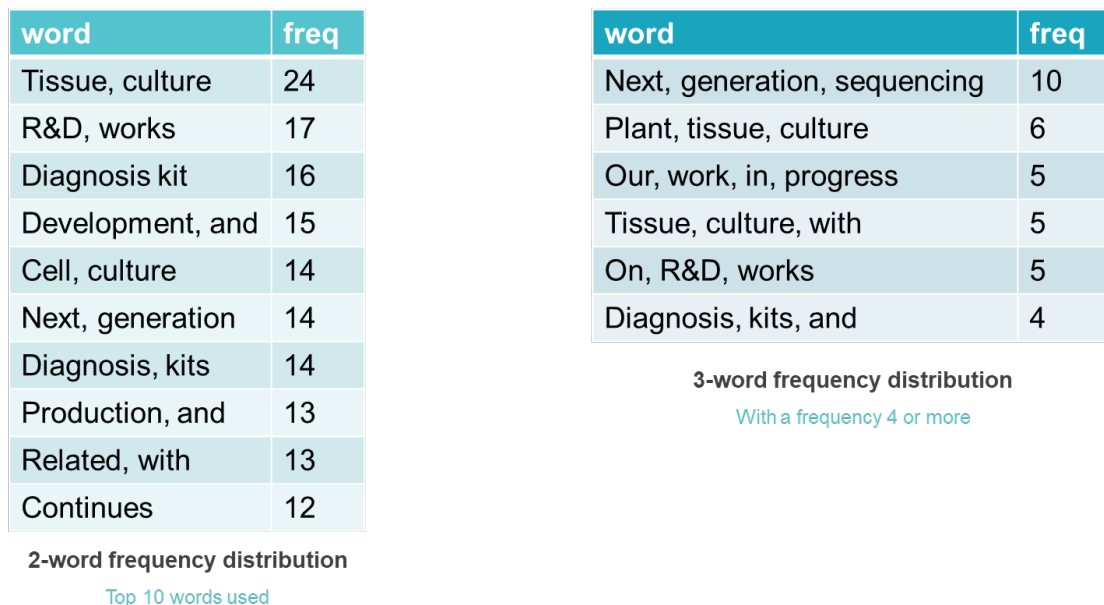 word freq
Tissue, culture 24
R&D, works 17
Diagnosis kit 16
Development, and 15
Cell, culture 14
Next, generation 14
Diagnosis, kits 14
Production, and 13
Related, with 13
Continues 12
2-word frequency distribution
Top 10 words used
word freq
Next, generation, sequencing 10
Plant, tissue, culture 6
Our, work, in, progress 5
Tissue, culture, with 5
On, R&D, works 5
Diagnosis, kits, and 4
3-word frequency distribution
With a frequency 4 or more